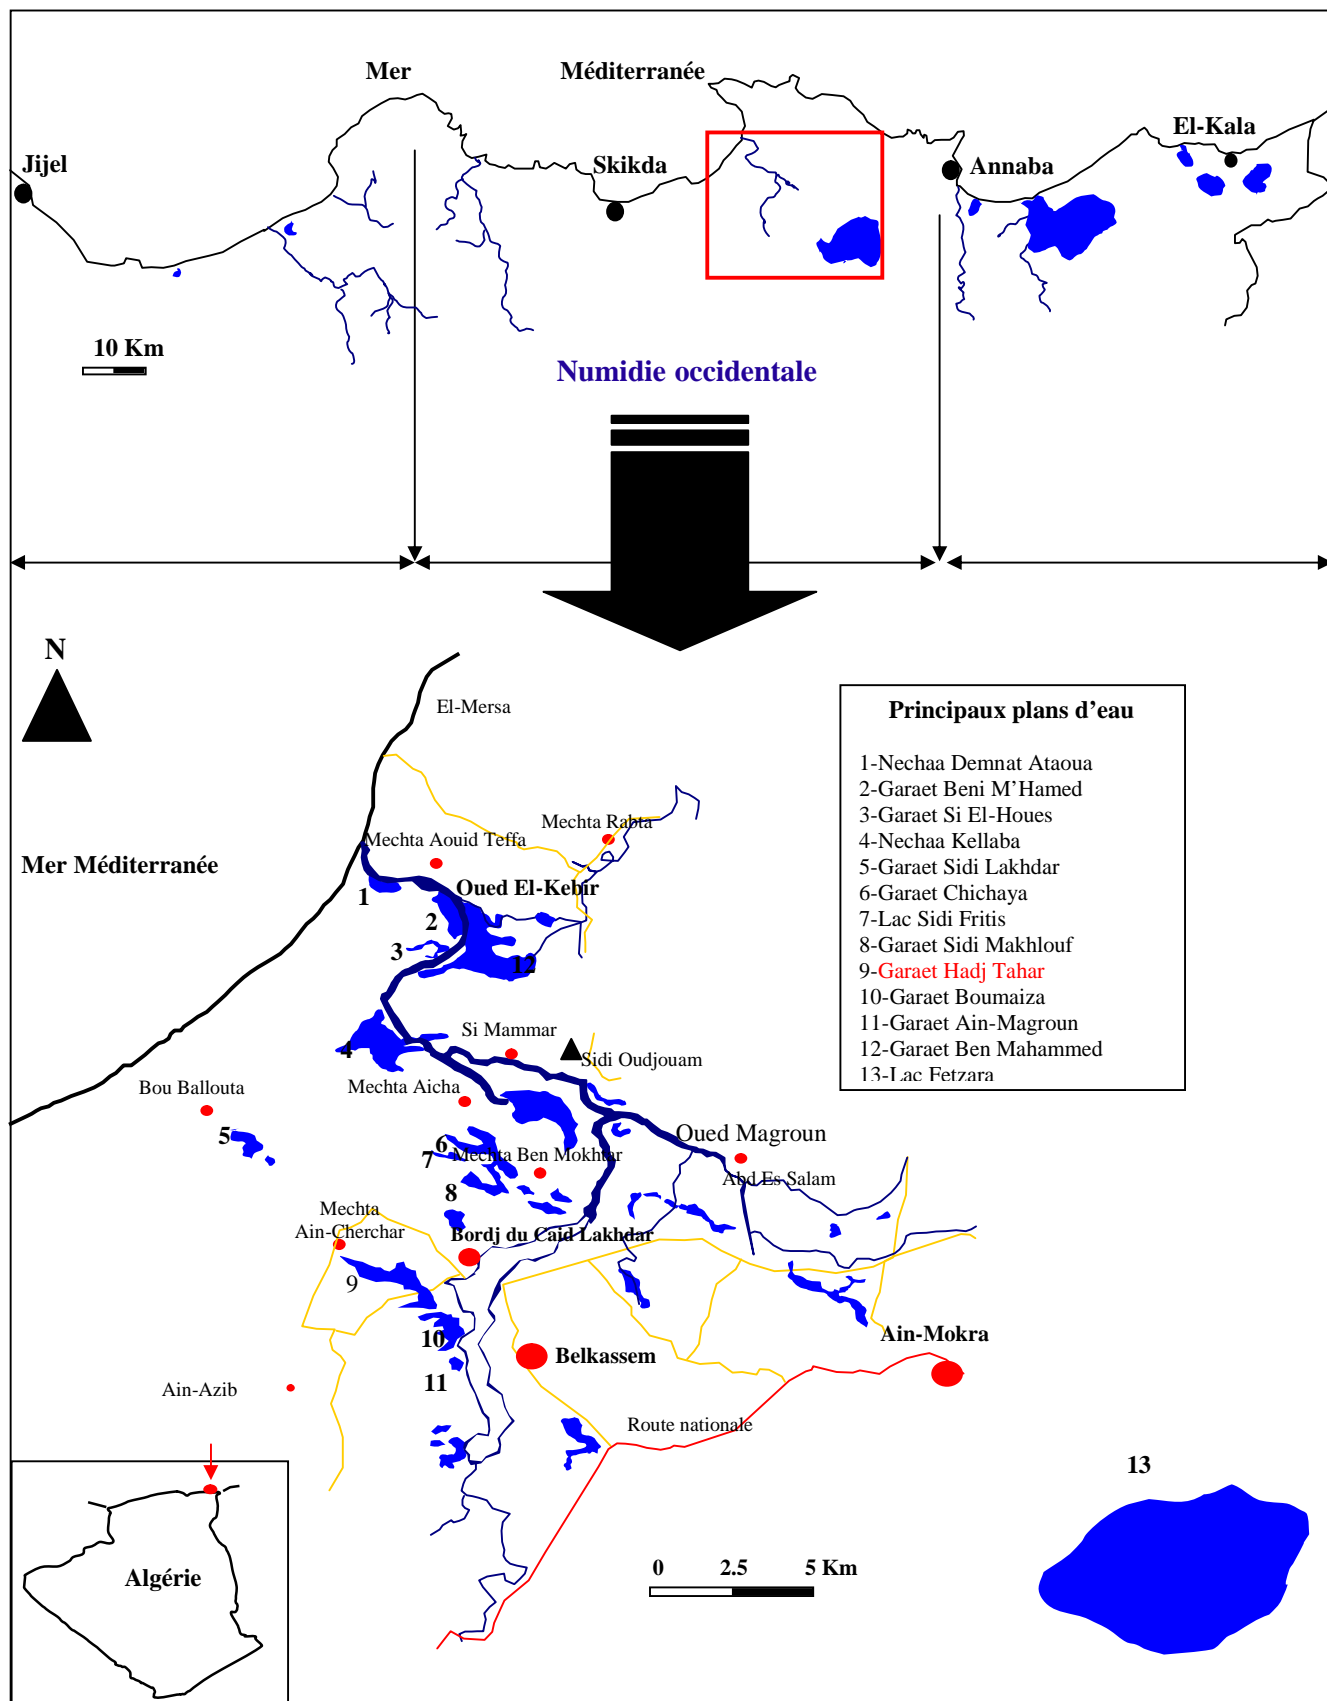 Mer
Méditerranée
El-Kala
Jijel
Skikda
Annaba
10 Km
Numidie occidentale
N
El-Mersa
Principaux plans d’eau
1-Nechaa Demnat Ataoua
2-Garaet Beni M’Hamed
3-Garaet Si El-Houes
4-Nechaa Kellaba
5-Garaet Sidi Lakhdar
6-Garaet Chichaya
7-Lac Sidi Fritis
8-Garaet Sidi Makhlouf
9-Garaet Hadj Tahar
10-Garaet Boumaiza
11-Garaet Ain-Magroun
12-Garaet Ben Mahammed
13-Lac Fetzara
Mechta Rabta
Mechta Aouid Teffa
Mer Méditerranée
Oued El-Kebir
1
2
3
12
Si Mammar
4
Sidi Oudjouam
Bou Ballouta
Mechta Aicha
5
6
Oued Magroun
7
Mechta Ben Mokhtar
Abd Es Salam
8
Mechta
Ain-Cherchar
Bordj du Caid Lakhdar
9
10
Ain-Mokra
Belkassem
11
Ain-Azib
Route nationale
13
Algérie
0 2.5 5 Km